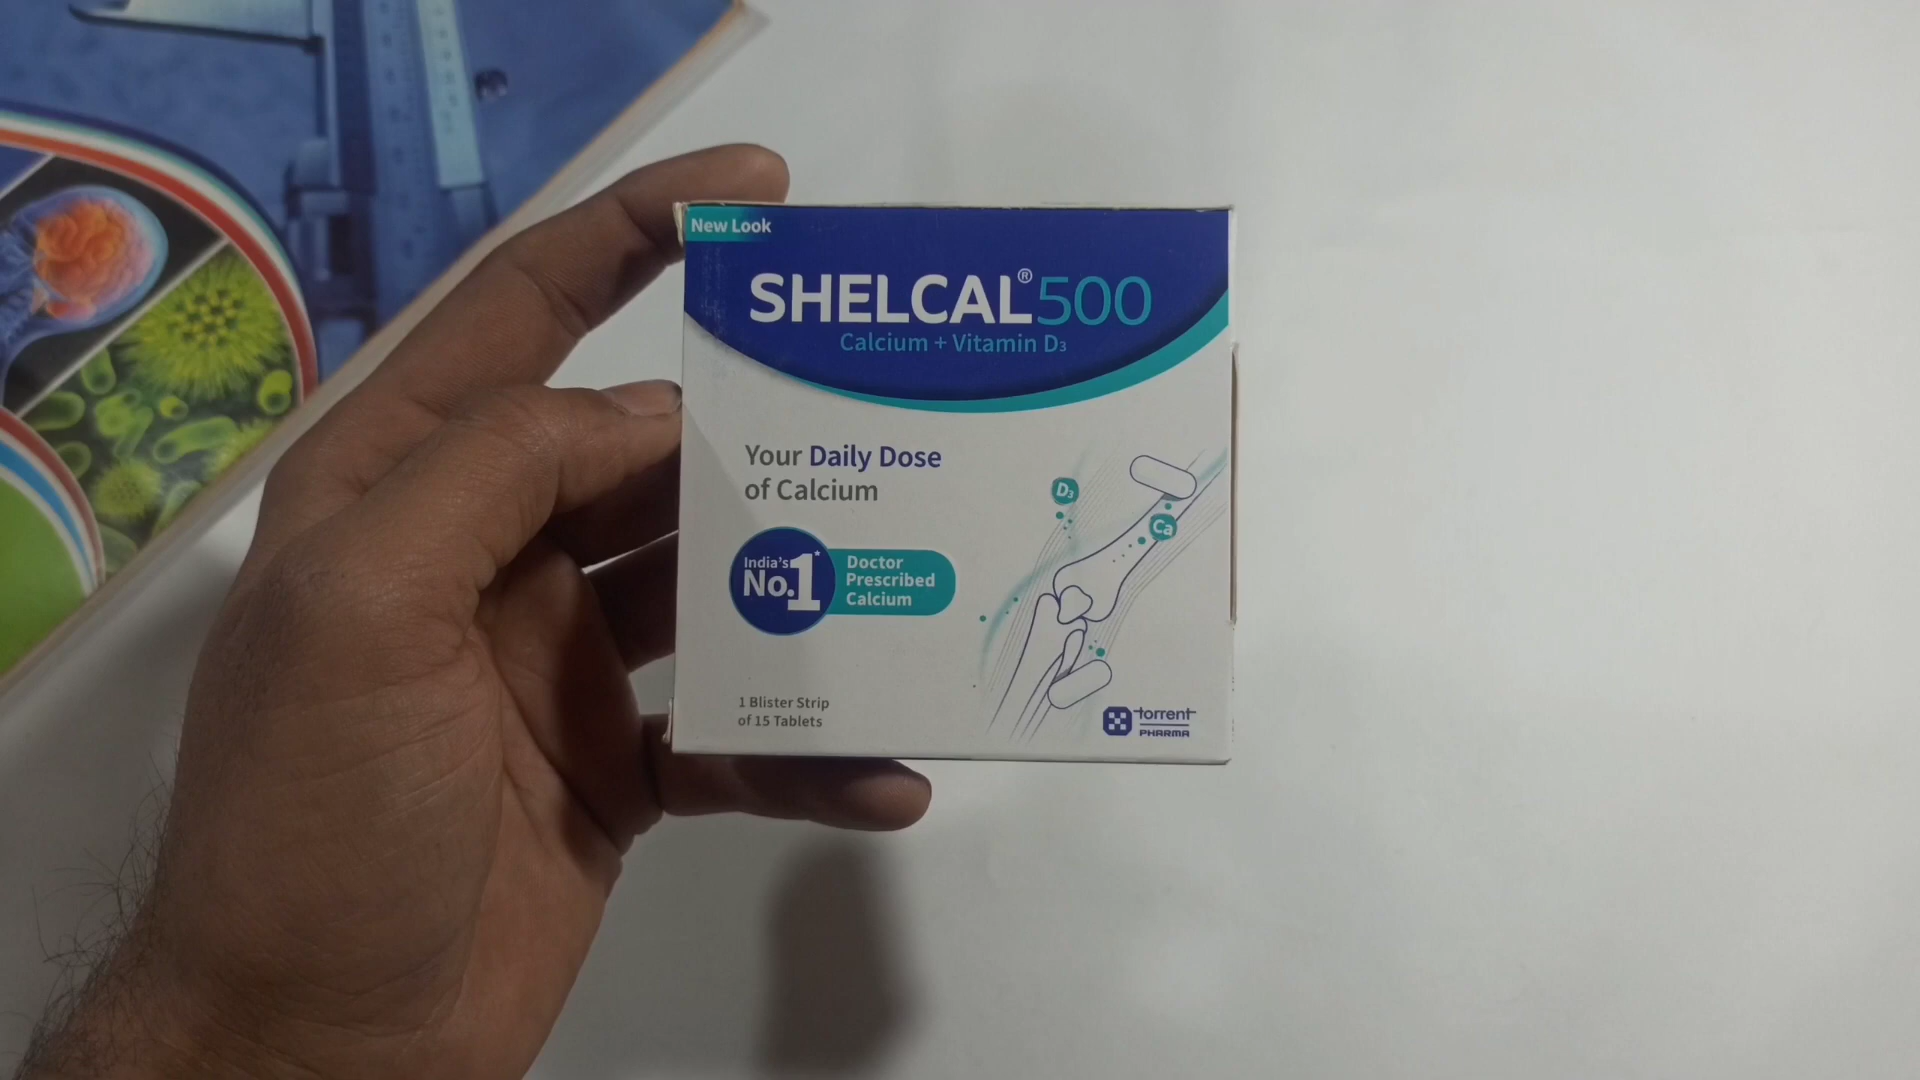 New Look
SHELCAL®500
Calcium + Vitamin D3
Your Daily Dose
of Calcium
India's
No.1*
Doctor
Prescribed
Calcium
D3
Ca
1 Blister Strip
of 15 Tablets
torrent
PHARMA